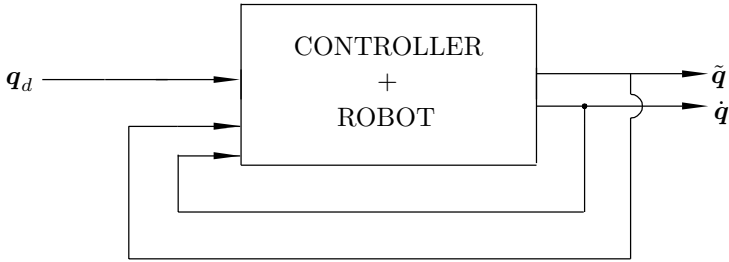 CONTROLLER
+
ROBOT
q_d
q̃
q̇